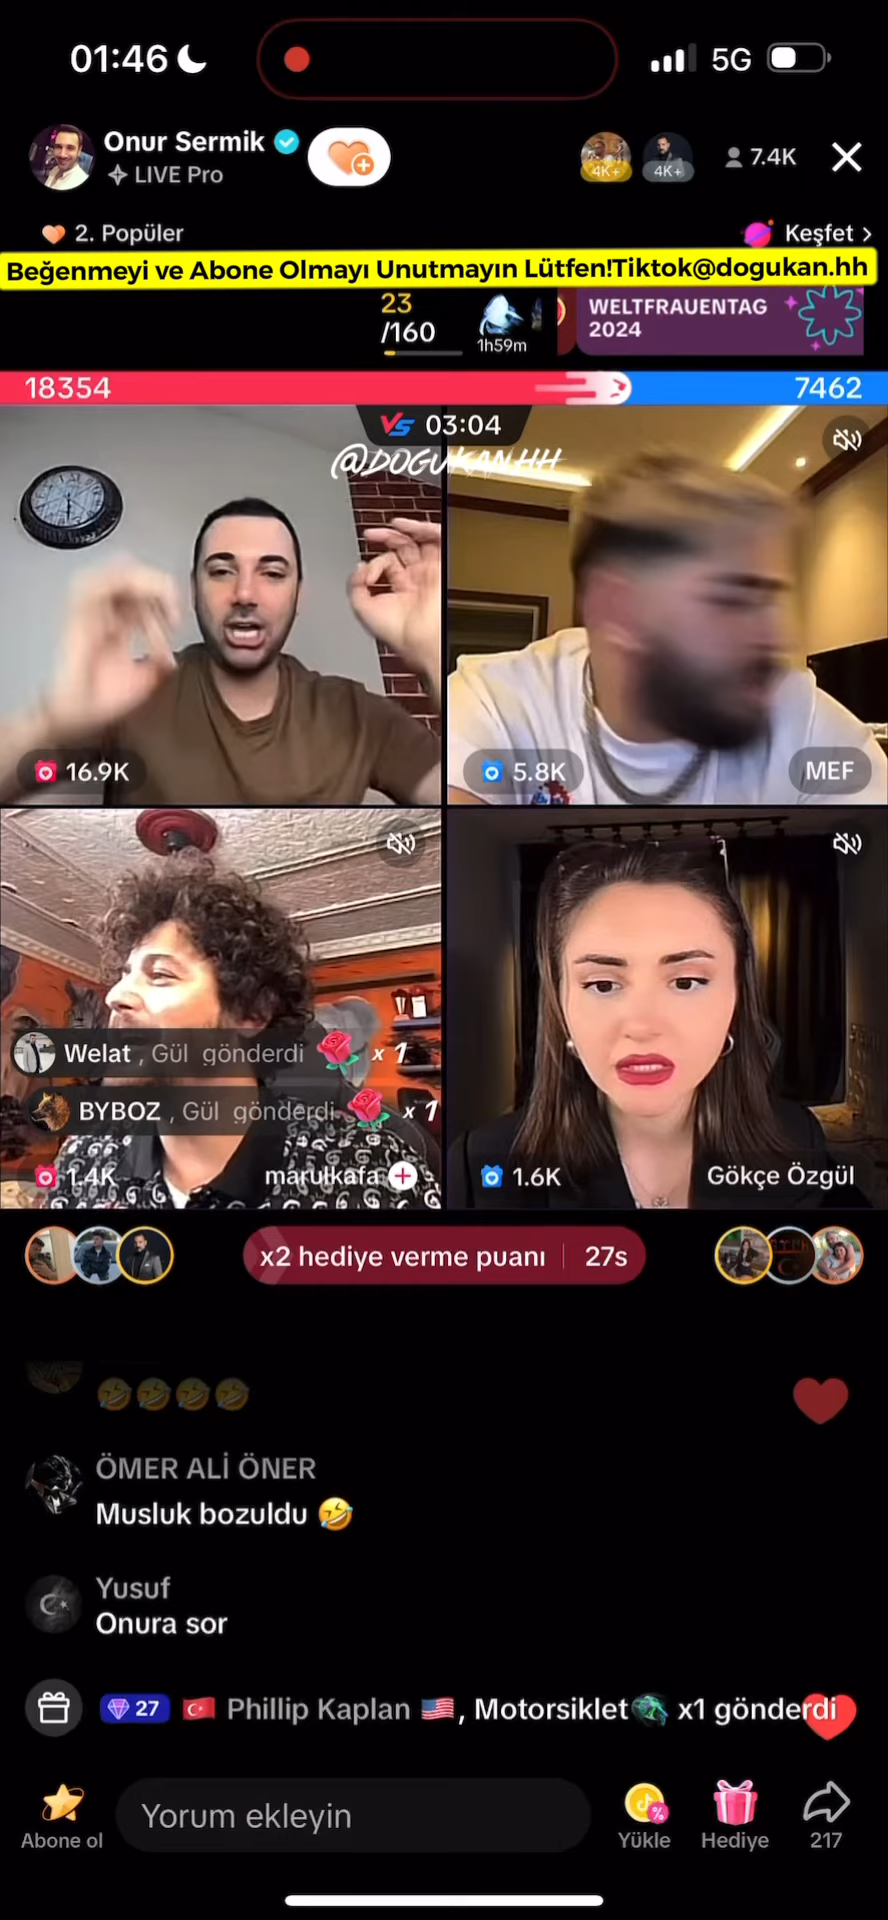 01:46
5G
Onur Sermik
LIVE Pro
4K+
4K+
7.4K
2. Popüler
Keşfet >
Beğenmeyi ve Abone Olmayı Unutmayın Lütfen!Tiktok@dogukan.hh
23
/160
1h59m
WELTFRAUENTAG
2024
18354
7462
VS 03:04
@DOGUKAN.HH
16.9K
5.8K
MEF
Welat , Gül gönderdi x 1
BYBOZ , Gül gönderdi x 1
1.4K
marulkafa
1.6K
Gökçe Özgül
x2 hediye verme puanı | 27s
🤣🤣🤣🤣
ÖMER ALİ ÖNER
Musluk bozuldu 🤣
Yusuf
Onura sor
27 🇹🇷 Phillip Kaplan 🇺🇸, Motorsiklet x1 gönderdi
Abone ol
Yorum ekleyin
Yükle
Hediye
217